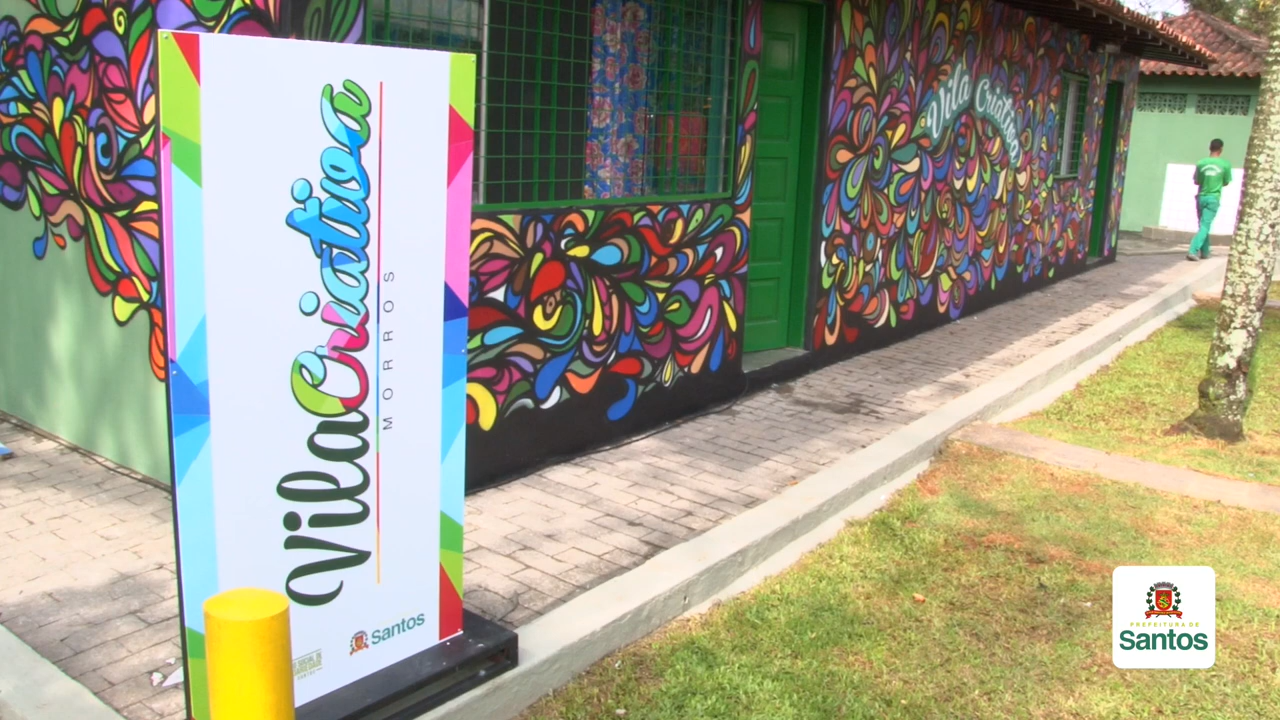 VilaCriativa
MORROS
Santos
Vila Criativa
PREFEITURA DE
Santos